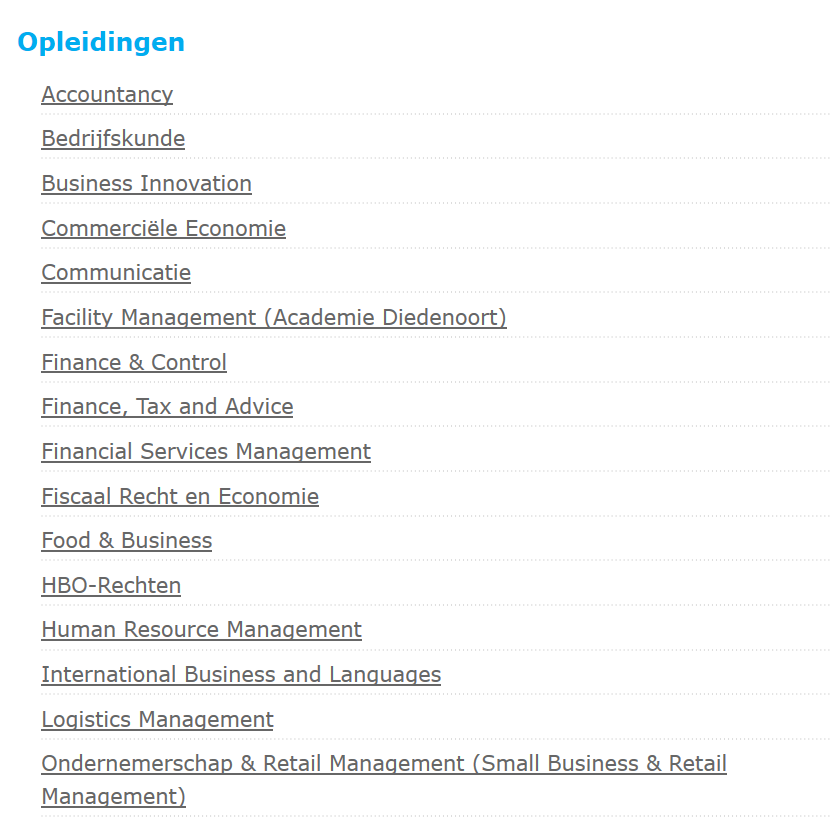 Opleidingen
Accountancy
Bedrijfskunde
Business Innovation
Commerciële Economie
Communicatie
Facility Management (Academie Diedenoort)
Finance & Control
Finance, Tax and Advice
Financial Services Management
Fiscaal Recht en Economie
Food & Business
HBO-Rechten
Human Resource Management
International Business and Languages
Logistics Management
Ondernemerschap & Retail Management (Small Business & Retail
Management)